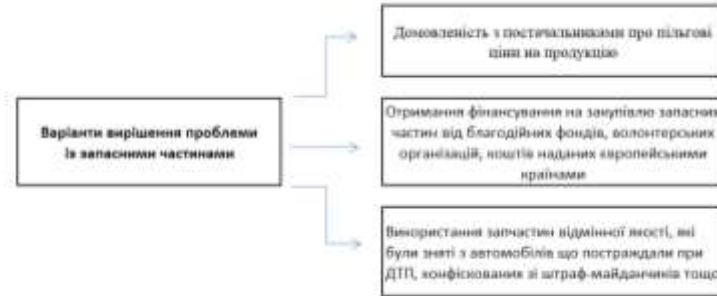 Домовленість з постачальниками про пільгові
ціни на продукцію
Варіанти вирішення проблеми
із запасними частинами
Отримання фінансування на закупівлю запасних
частин від благодійних фондів, волонтерських
організацій, коштів наданих європейськими
країнами
Використання запчастин відмінної якості, які
були зняті з автомобілів що постраждали при
ДТП, конфіскованих зі штраф-майданчиків тощо